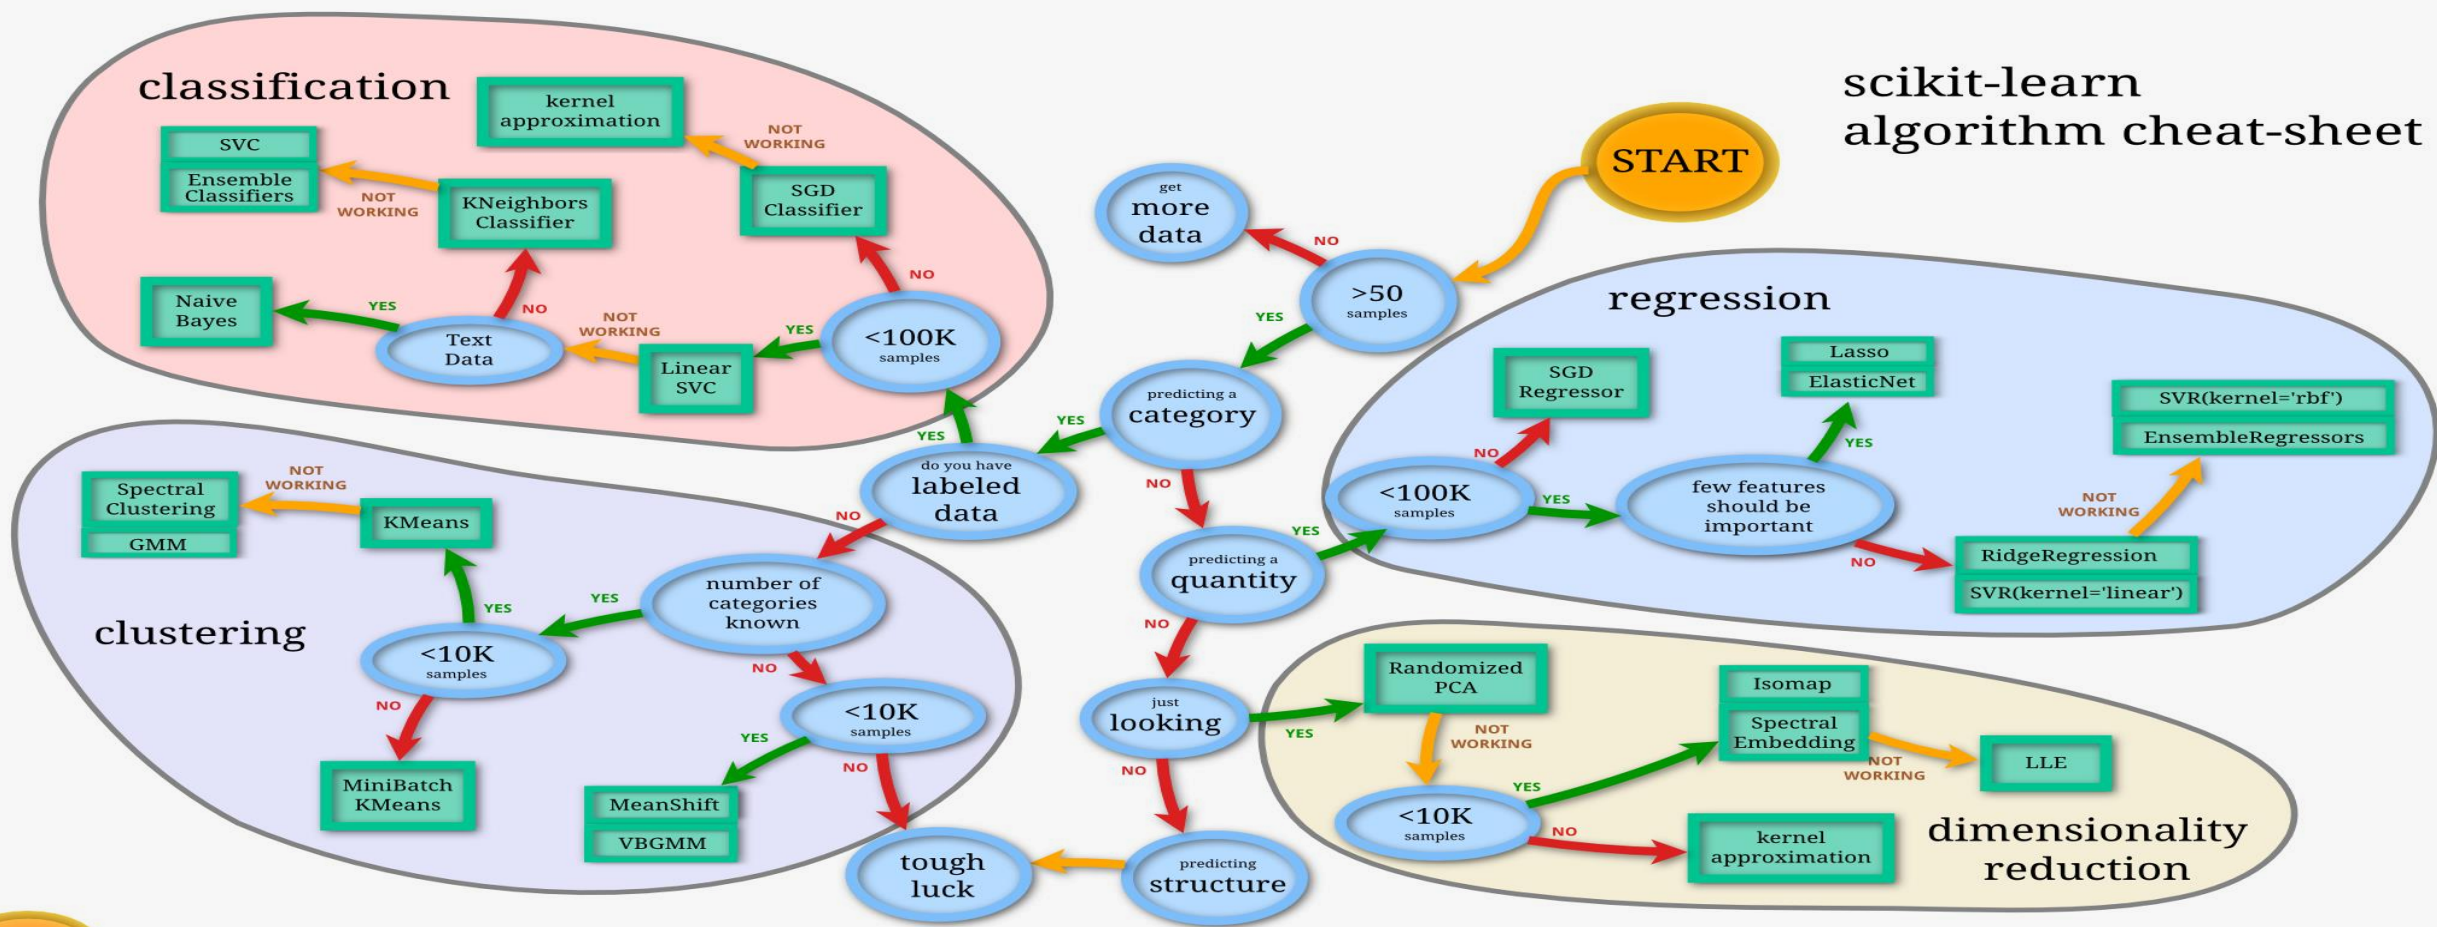 scikit-learn
algorithm cheat-sheet
START
>50
samples
NO
get
more
data
YES
predicting a
category
YES
do you have
labeled
data
YES
classification
<100K
samples
NO
SGD
Classifier
NOT
WORKING
kernel
approximation
YES
Linear
SVC
NOT
WORKING
Text
Data
YES
Naive
Bayes
NO
KNeighbors
Classifier
NOT
WORKING
SVC
Ensemble
Classifiers
NO
clustering
number of
categories
known
YES
<10K
samples
YES
KMeans
NOT
WORKING
Spectral
Clustering
GMM
NO
MiniBatch
KMeans
NO
<10K
samples
YES
MeanShift
VBGMM
NO
tough
luck
NO
predicting a
quantity
YES
regression
<100K
samples
NO
SGD
Regressor
YES
few features
should be
important
YES
Lasso
ElasticNet
NO
RidgeRegression
SVR(kernel='linear')
NOT
WORKING
SVR(kernel='rbf')
EnsembleRegressors
NO
just
looking
YES
Randomized
PCA
NOT
WORKING
<10K
samples
YES
Isomap
Spectral
Embedding
NOT
WORKING
LLE
NO
kernel
approximation
dimensionality
reduction
NO
predicting
structure